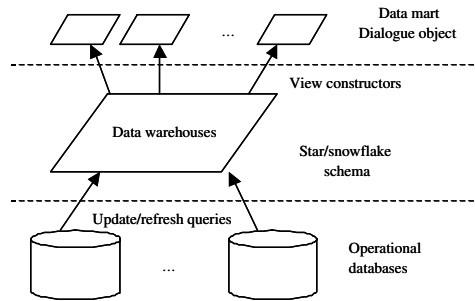 Data mart
Dialogue object
...
View constructors
Data warehouses
Star/snowflake
schema
Update/refresh queries
Operational
databases
...